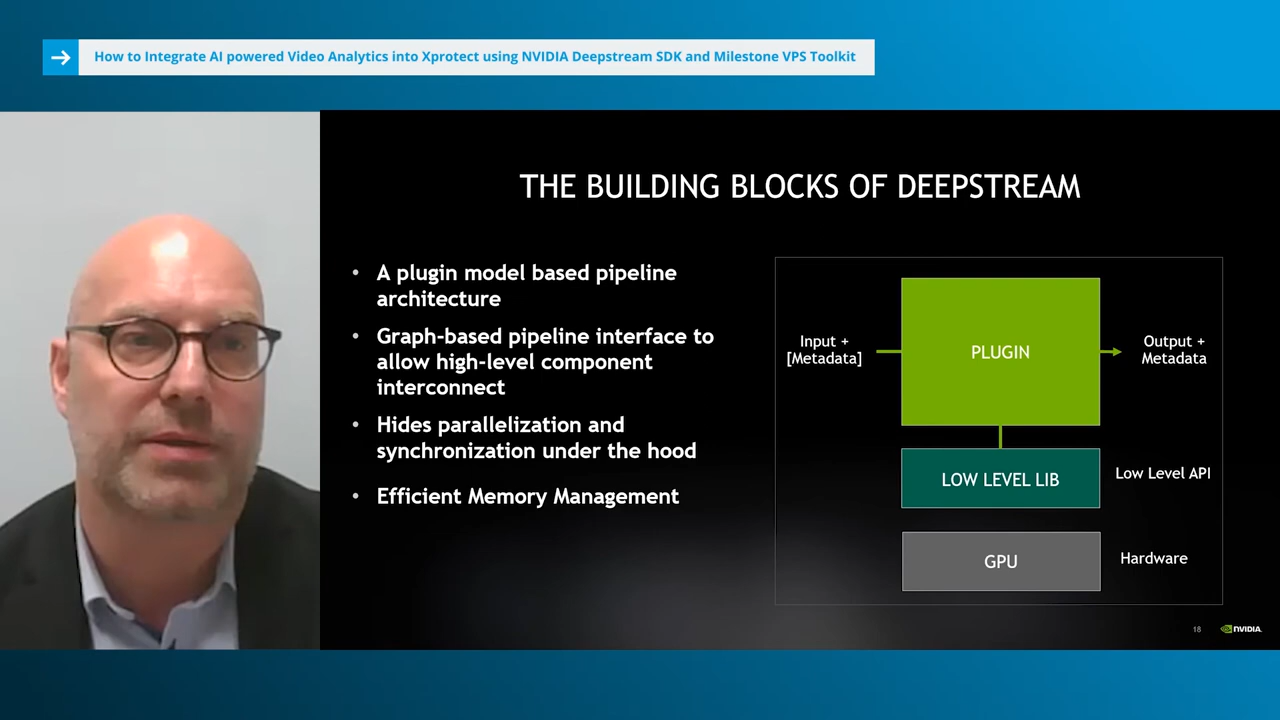 How to Integrate AI powered Video Analytics into Xprotect using NVIDIA Deepstream SDK and Milestone VPS Toolkit
THE BUILDING BLOCKS OF DEEPSTREAM
• A plugin model based pipeline
architecture
• Graph-based pipeline interface to
allow high-level component
interconnect
• Hides parallelization and
synchronization under the hood
• Efficient Memory Management
Input +
[Metadata]
PLUGIN
Output +
Metadata
LOW LEVEL LIB
Low Level API
GPU
Hardware
18
NVIDIA.